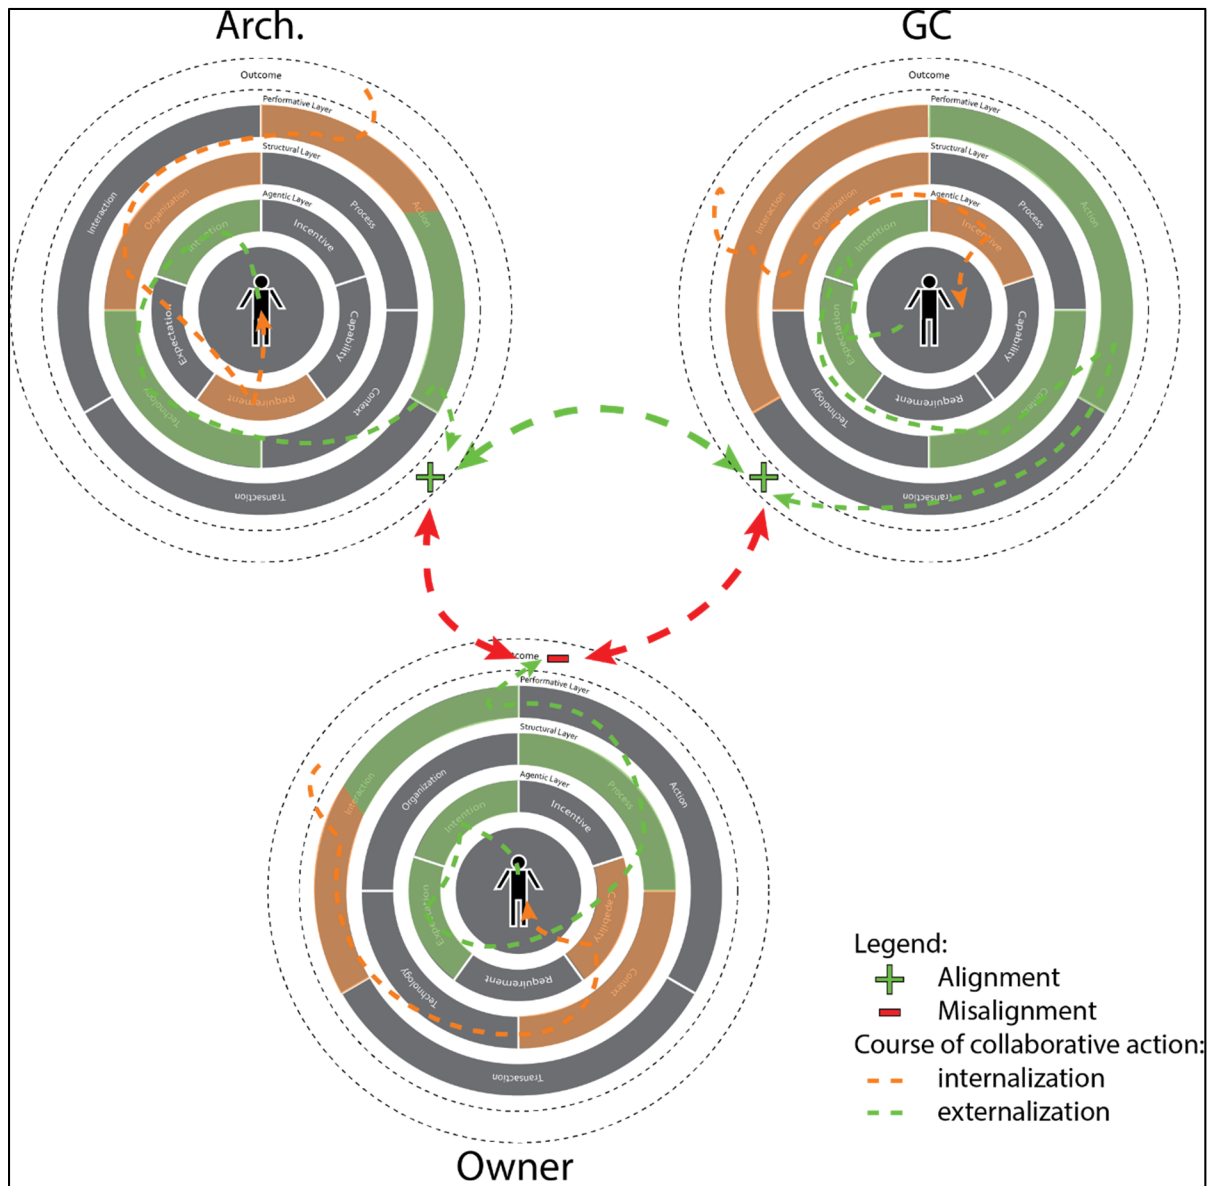 Arch.
GC
Outcome
Performative Layer
Structural Layer
Agentic Layer
Interaction
Organization
Intention
Incentive
Process
Action
Expectation
Capability
Technology
Requirement
Context
Transaction
Outcome
Performative Layer
Structural Layer
Agentic Layer
Interaction
Organization
Intention
Incentive
Process
Action
Expectation
Capability
Technology
Requirement
Context
Transaction
Performative Layer
Structural Layer
Agentic Layer
Interaction
Organization
Intention
Incentive
Process
Action
Expectation
Capability
Technology
Requirement
Context
Transaction
Owner
Legend:
Alignment
Misalignment
Course of collaborative action:
internalization
externalization